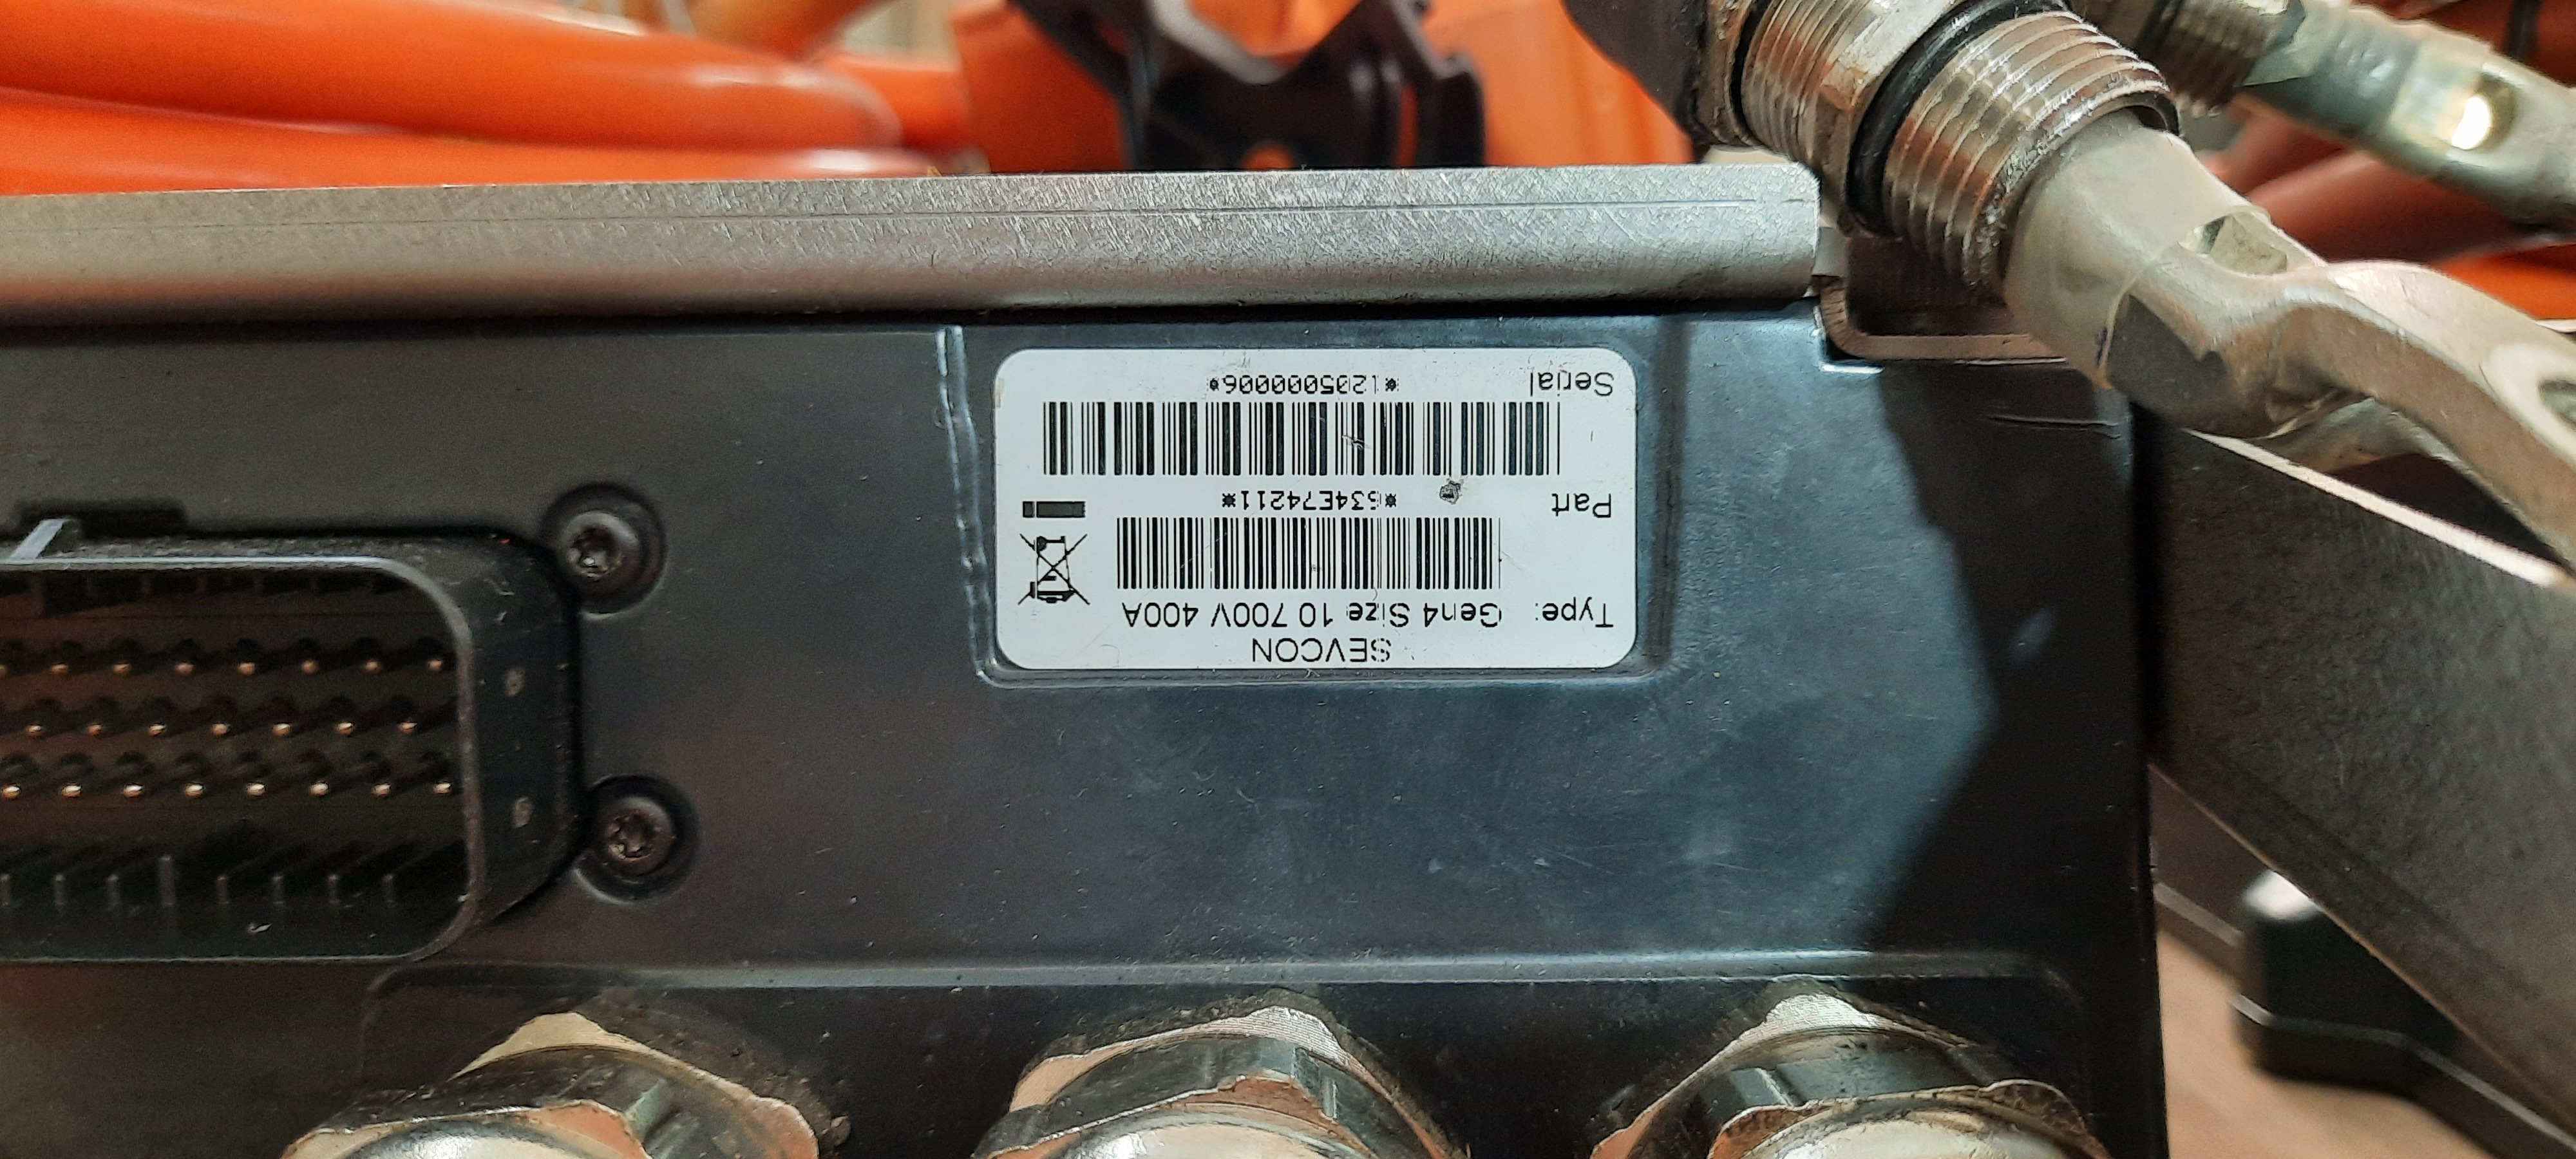 SEVCON
Type: Gen4 Size 10 700V 400A
Part *634E74211*
Serial *1205000006*